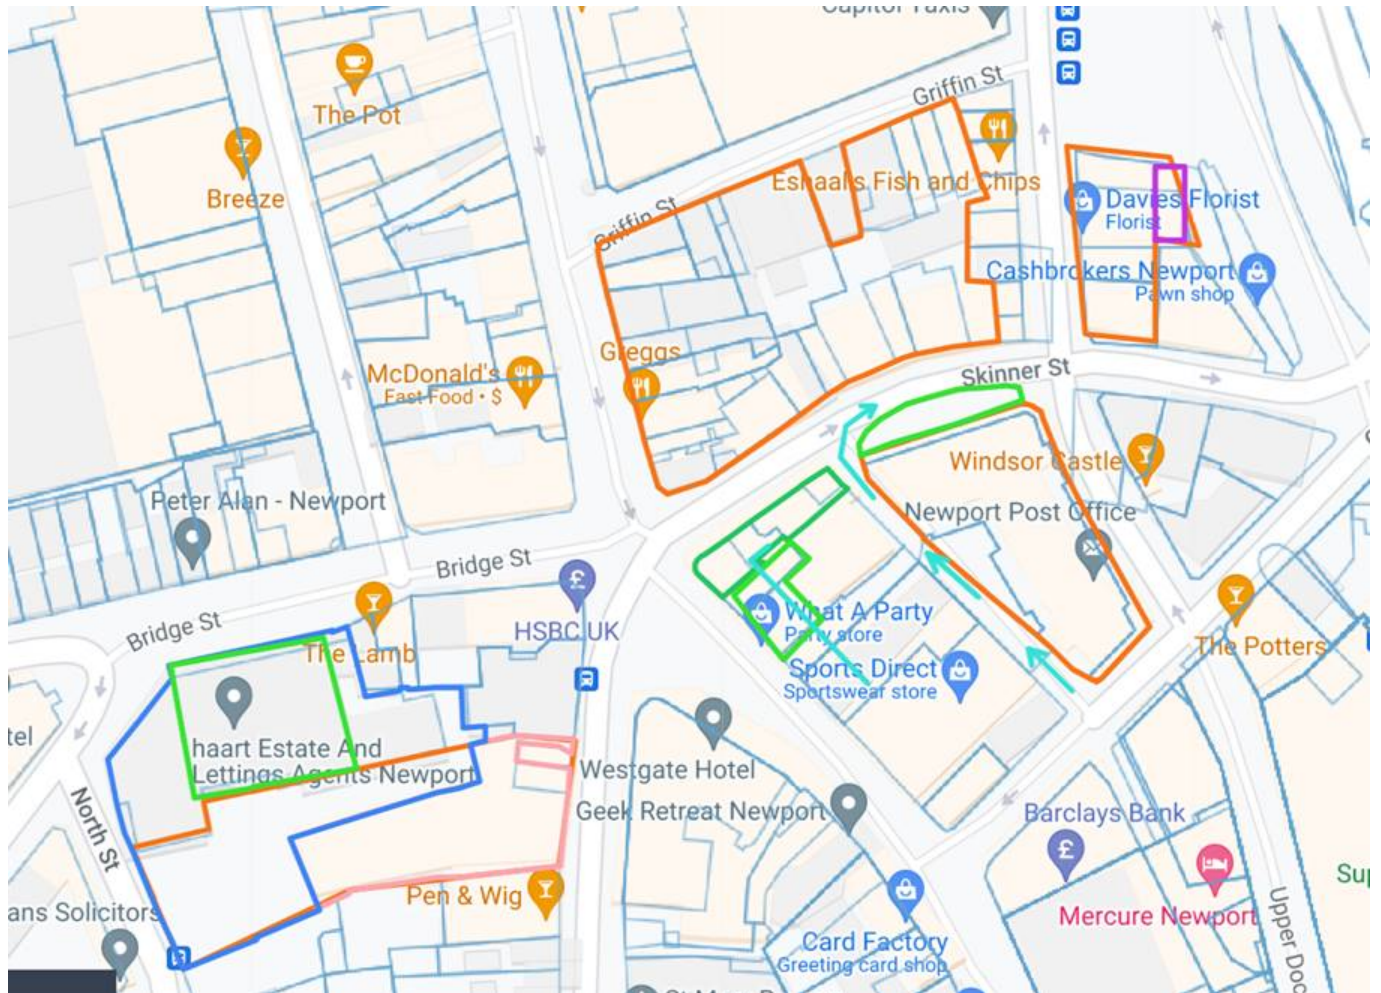 Capitol Taxis
The Pot
Griffin St
Breeze
Eshaal's Fish and Chips
Davies Florist
Florist
Griffin St
Cashbrokers Newport
Pawn shop
Greggs
McDonald's
Fast Food • $
Skinner St
Windsor Castle
Peter Alan - Newport
Newport Post Office
Bridge St
HSBC UK
What A Party
Party store
Bridge St
The Lamb
The Potters
Sports Direct
Sportswear store
tel
haart Estate And
Lettings Agents Newport
Westgate Hotel
Geek Retreat Newport
North St
Barclays Bank
Pen & Wig
Mercure Newport
Sup
ans Solicitors
Upper Doc
Card Factory
Greeting card shop